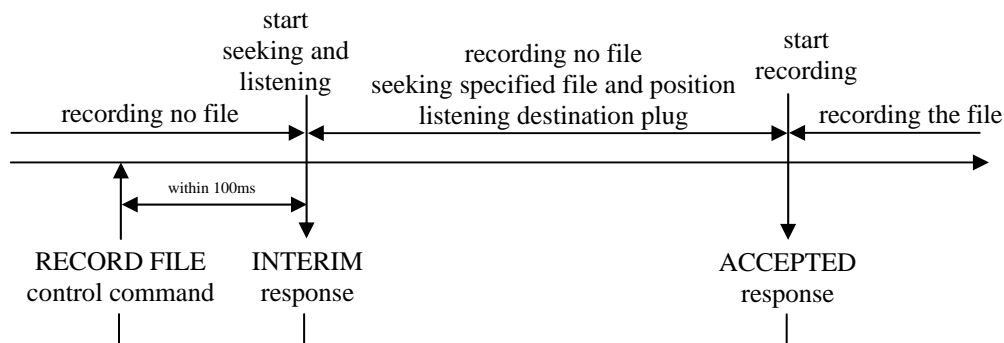 start
seeking and
listening
recording no file
seeking specified file and position
listening destination plug
start
recording
recording no file
recording the file
within 100ms
RECORD FILE
control command
INTERIM
response
ACCEPTED
response